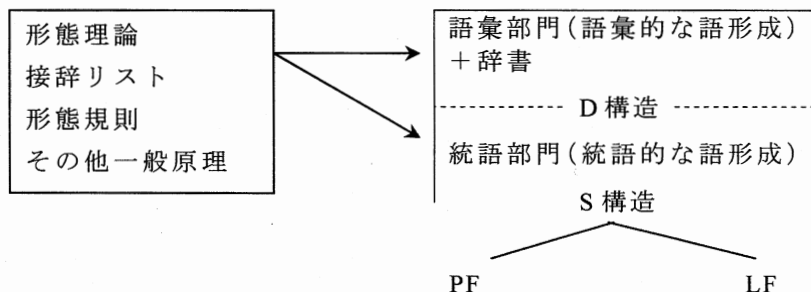 形態理論
接辞リスト
形態規則
その他一般原理
語彙部門(語彙的な語形成)
＋辞書
D 構造
統語部門(統語的な語形成)
S 構造
PF
LF